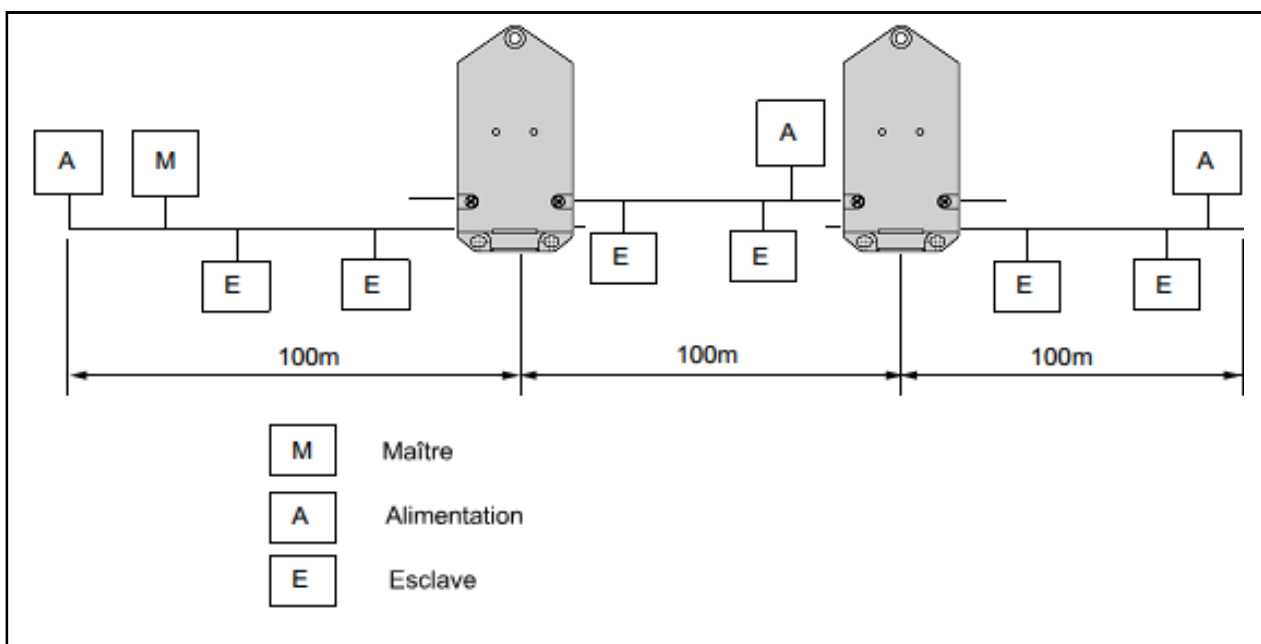 A M A A
E E E E E E
100m 100m 100m
M Maître
A Alimentation
E Esclave